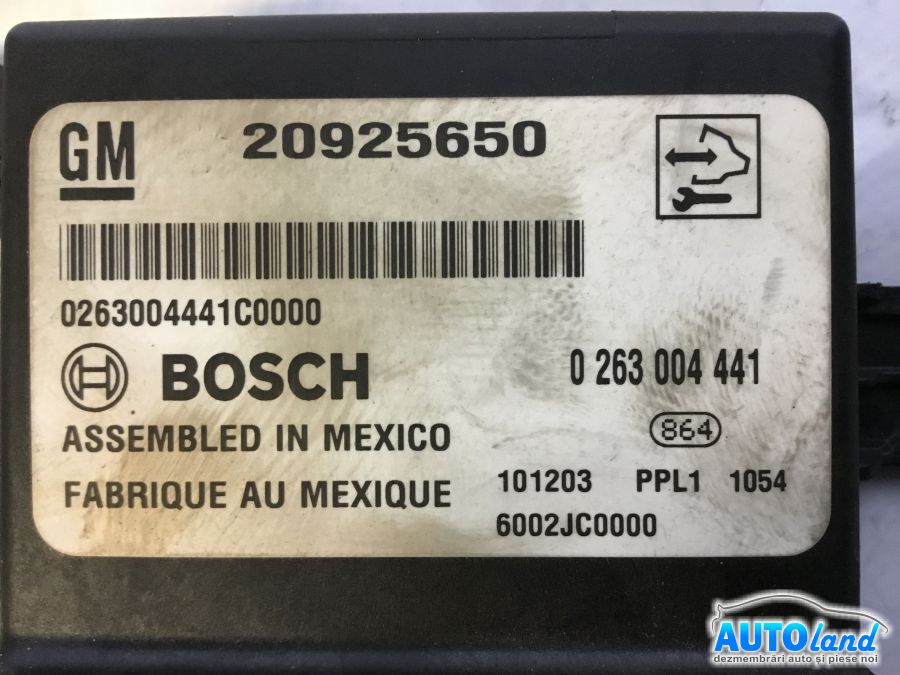 GM 20925650
0263004441C0000
BOSCH 0 263 004 441
ASSEMBLED IN MEXICO 864
FABRIQUE AU MEXIQUE 101203 PPL1 1054
6002JC0000
AUTOland
dezmembrări auto și piese noi